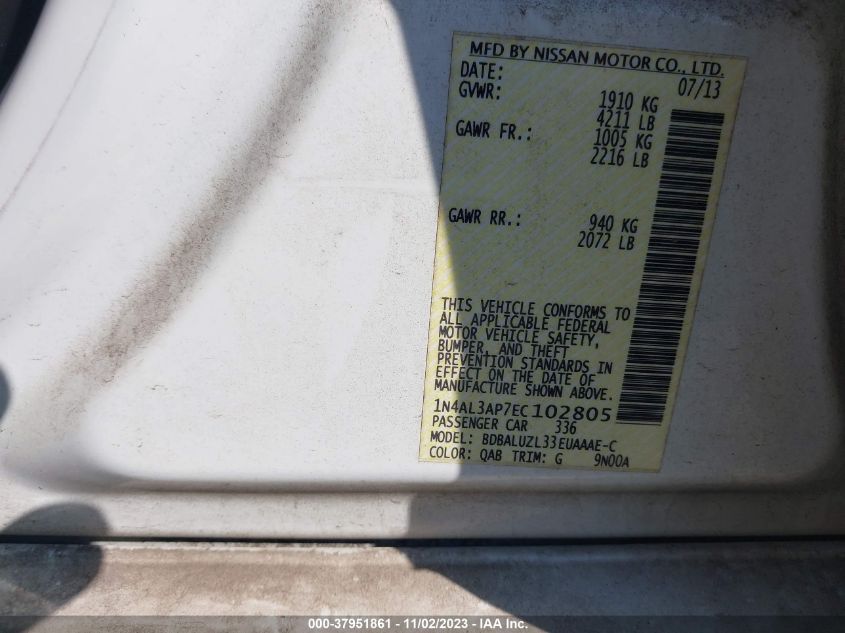 MFD BY NISSAN MOTOR CO., LTD.
DATE: 07/13
GVWR: 1910 KG
4211 LB
GAWR FR.: 1005 KG
2216 LB
GAWR RR.: 940 KG
2072 LB
THIS VEHICLE CONFORMS TO
ALL APPLICABLE FEDERAL
MOTOR VEHICLE SAFETY,
BUMPER, AND THEFT
PREVENTION STANDARDS IN
EFFECT ON THE DATE OF
MANUFACTURE SHOWN ABOVE.
1N4AL3AP7EC102805
PASSENGER CAR 336
MODEL: BDBALUZL33EUAAAE-C
COLOR: QAB TRIM: G 9N00A
000-37951861 - 11/02/2023 - IAA Inc.